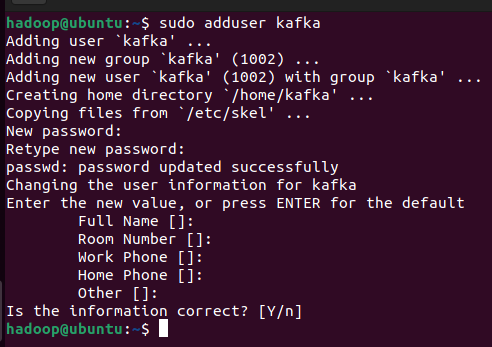 hadoop@ubuntu:~$ sudo adduser kafka
Adding user `kafka' ...
Adding new group `kafka' (1002) ...
Adding new user `kafka' (1002) with group `kafka' ...
Creating home directory `/home/kafka' ...
Copying files from `/etc/skel' ...
New password:
Retype new password:
passwd: password updated successfully
Changing the user information for kafka
Enter the new value, or press ENTER for the default
Full Name []:
Room Number []:
Work Phone []:
Home Phone []:
Other []:
Is the information correct? [Y/n]
hadoop@ubuntu:~$